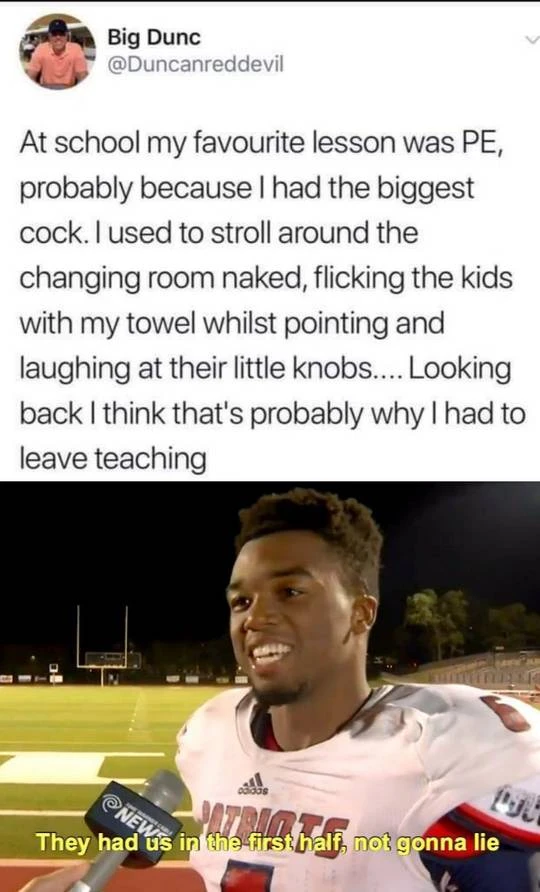 Big Dunc
@Duncanreddevil
At school my favourite lesson was PE,
probably because I had the biggest
cock. I used to stroll around the
changing room naked, flicking the kids
with my towel whilst pointing and
laughing at their little knobs.... Looking
back I think that's probably why I had to
leave teaching
adidas
PATRIOTS
NEWS
They had us in the first half, not gonna lie